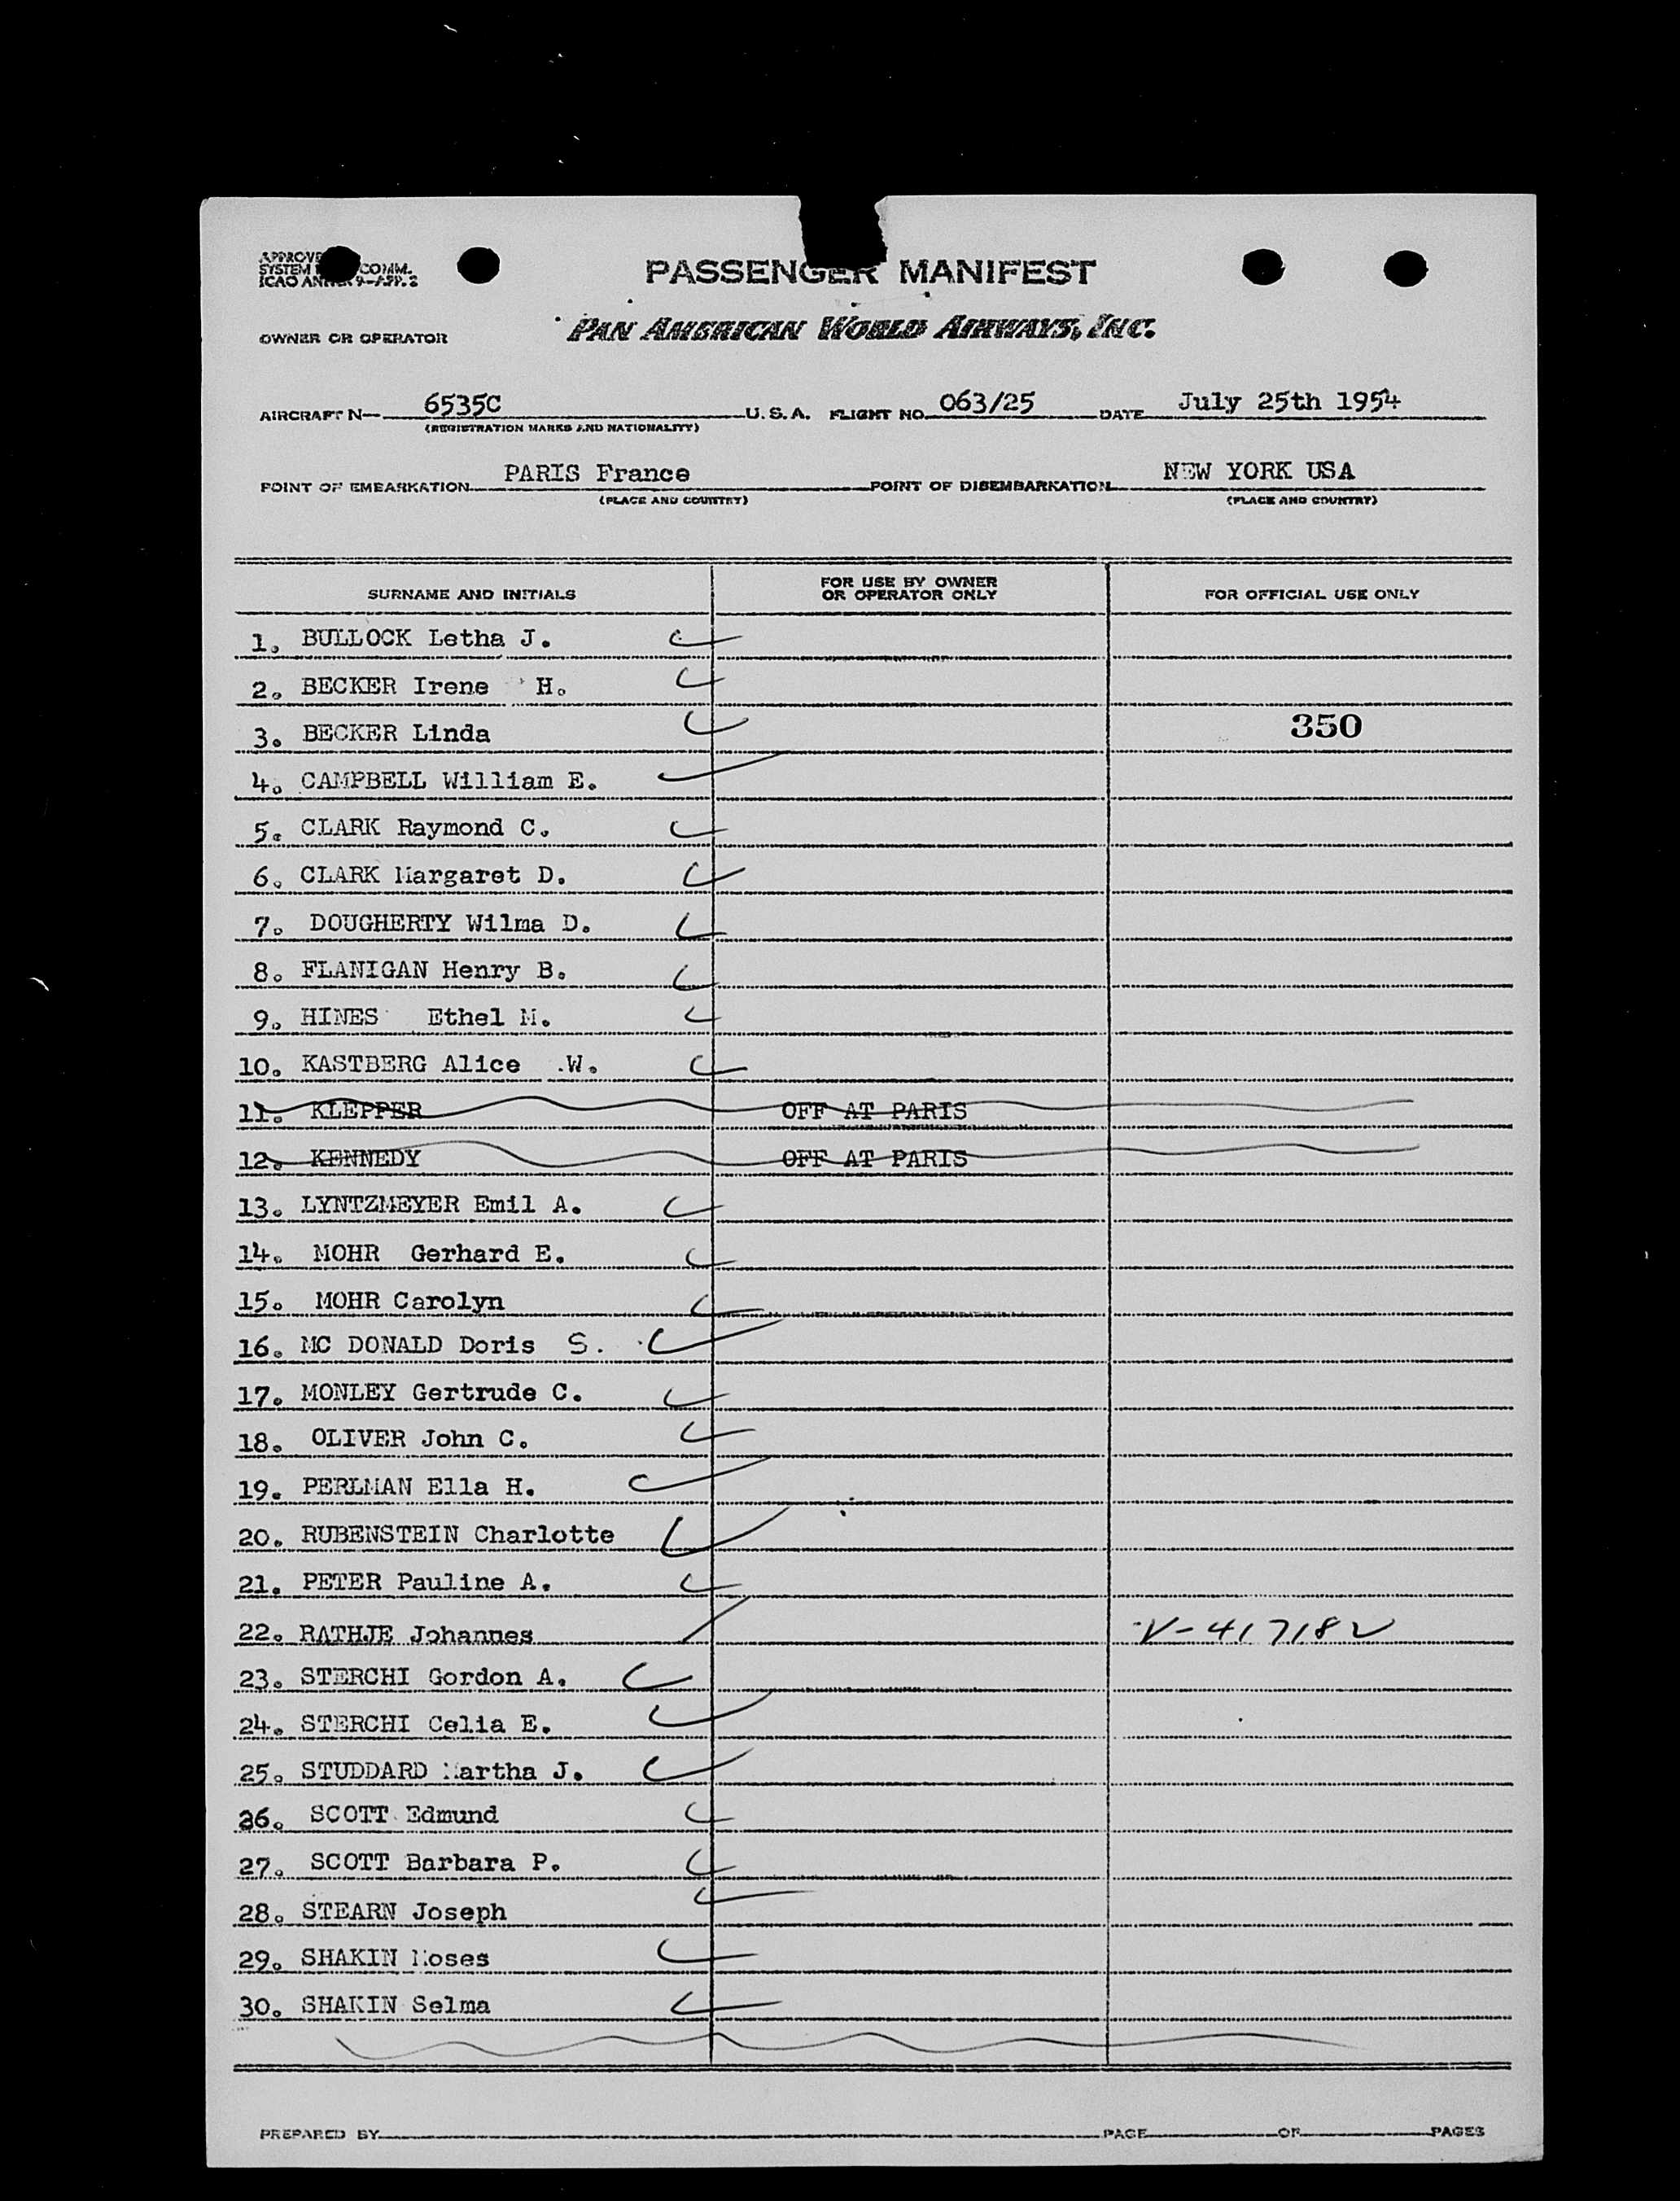 PASSENGER MANIFEST
OWNER OR OPERATOR PAN AMERICAN WORLD AIRWAYS, INC.
AIRCRAFT N— 6535C U.S.A. FLIGHT NO. 063/25 DATE July 25th 1954
(REGISTRATION MARKS AND NATIONALITY)
POINT OF EMBARKATION PARIS France POINT OF DISEMBARKATION NEW YORK USA
(PLACE AND COUNTRY) (PLACE AND COUNTRY)
SURNAME AND INITIALS FOR USE BY OWNER OR OPERATOR ONLY FOR OFFICIAL USE ONLY
1. BULLOCK Letha J.
2. BECKER Irene H.
3. BECKER Linda 350
4. CAMPBELL William E.
5. CLARK Raymond C.
6. CLARK Margaret D.
7. DOUGHERTY Wilma D.
8. FLANIGAN Henry B.
9. HINES Ethel M.
10. KASTBERG Alice .W.
11. KLEPPER OFF AT PARIS
12. KENNEDY OFF AT PARIS
13. LYNTZMEYER Emil A.
14. MOHR Gerhard E.
15. MOHR Carolyn
16. MC DONALD Doris S.
17. MONLEY Gertrude C.
18. OLIVER John C.
19. PERLMAN Ella H.
20. RUBENSTEIN Charlotte
21. PETER Pauline A.
22. RATHJE Johannes V-417182
23. STERCHI Gordon A.
24. STERCHI Celia E.
25. STUDDARD Martha J.
26. SCOTT Edmund
27. SCOTT Barbara P.
28. STEARN Joseph
29. SHAKIN Moses
30. SHAKIN Selma
PREPARED BY PAGE OF PAGES